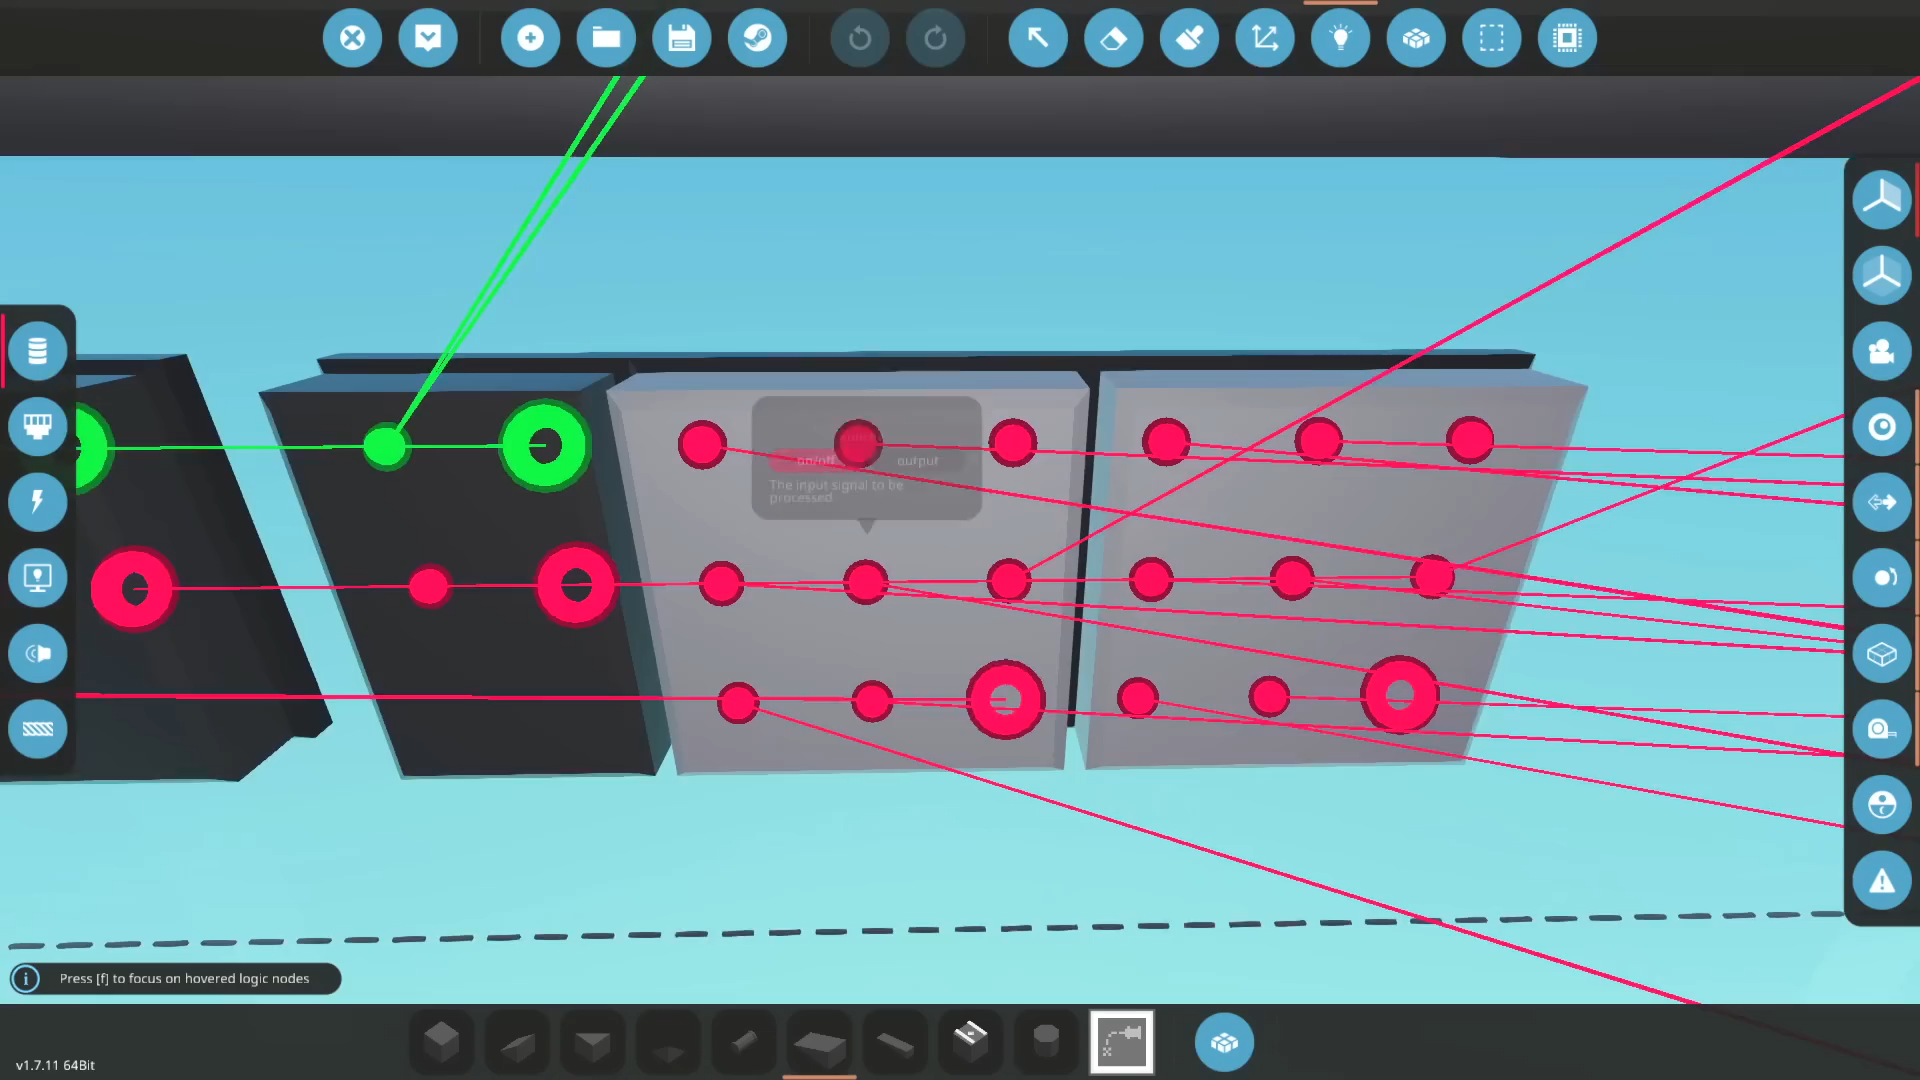 on/off output
The input signal to be
processed
Press [f] to focus on hovered logic nodes
v1.7.11 64Bit